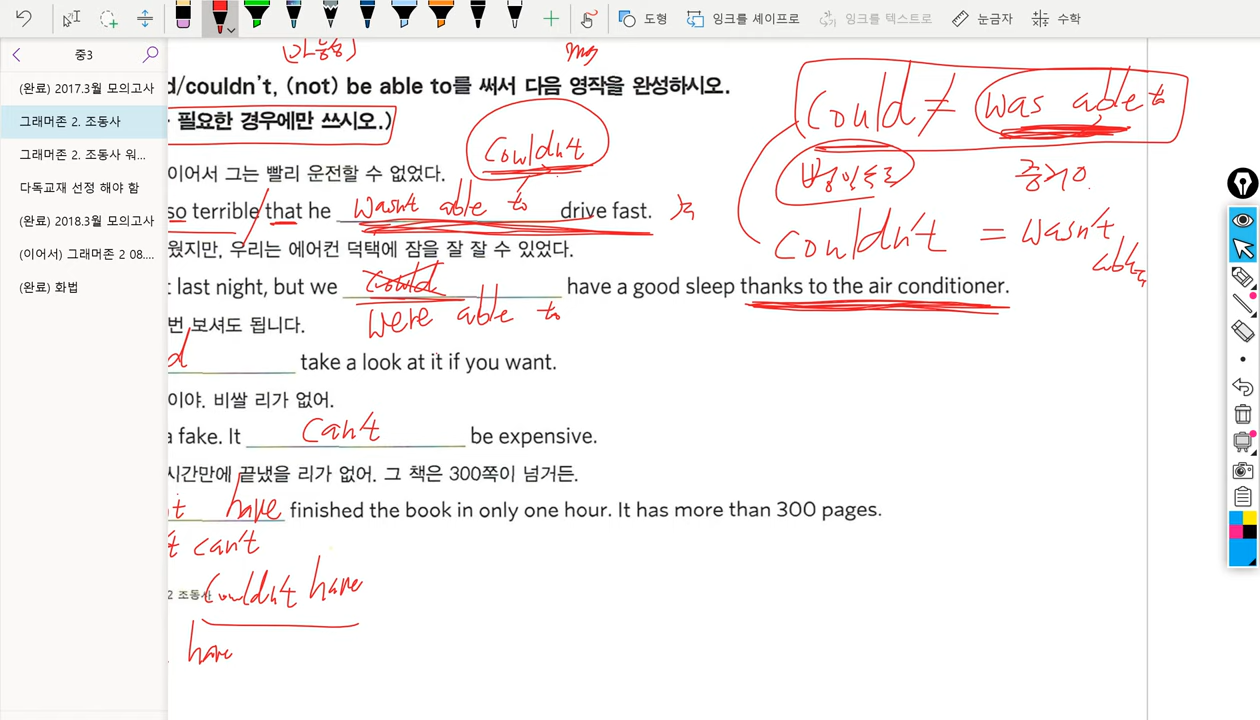 도형 잉크를 셰이프로 잉크를 텍스트로 눈금자 수학
중3
(완료) 2017.3월 모의고사
그래머존 2. 조동사
그래머존 2. 조동사 워...
다독교재 선정 해야 함
(완료) 2018.3월 모의고사
(이어서) 그래머존 2 08....
(완료) 화법
(가능성)
d/couldn't, (not) be able to를 써서 다음 영작을 완성하시오.
필요한 경우에만 쓰시오.)
could ≠ was able to
couldn't
이어서 그는 빨리 운전할 수 없었다.
so terrible that he wasn't able to drive fast.
couldn't = wasn't able
웠지만, 우리는 에어컨 덕택에 잠을 잘 잘 수 있었다.
t last night, but we could have a good sleep thanks to the air conditioner.
were able to
번 보셔도 됩니다.
d take a look at it if you want.
이야. 비쌀 리가 없어.
a fake. It can't be expensive.
시간만에 끝냈을 리가 없어. 그 책은 300쪽이 넘거든.
't have finished the book in only one hour. It has more than 300 pages.
't can't
2 조동사 couldn't have
have